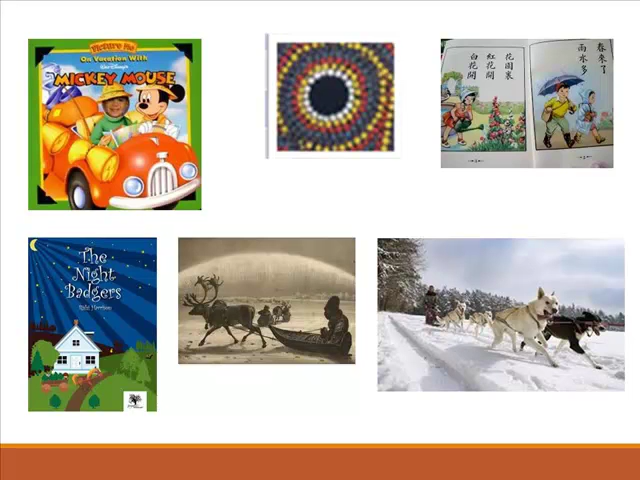 Picture Me
On Vacation With
Walt Disney's
MICKEY MOUSE
花園裏
紅花開
白花開
春來了
雨水多
The
Night
Badgers